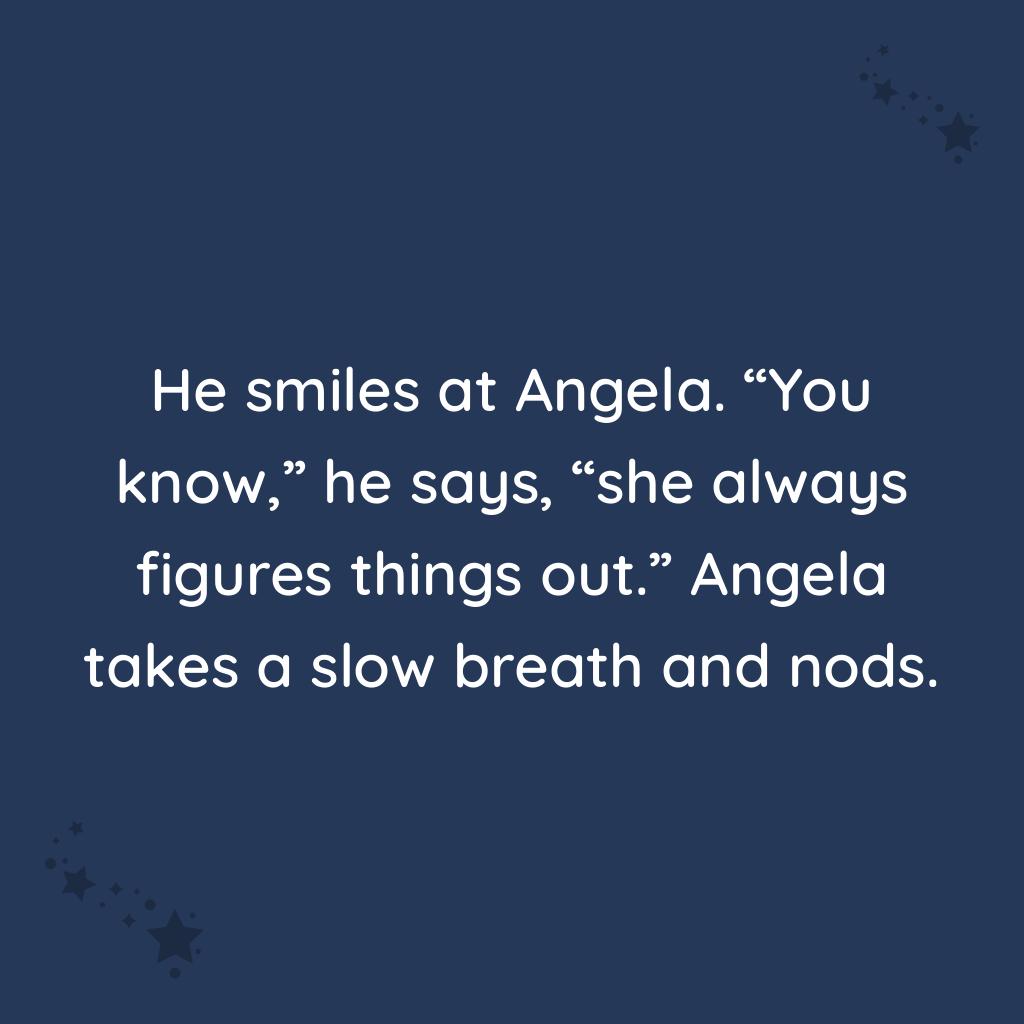 He smiles at Angela. “You
know,” he says, “she always
figures things out.” Angela
takes a slow breath and nods.